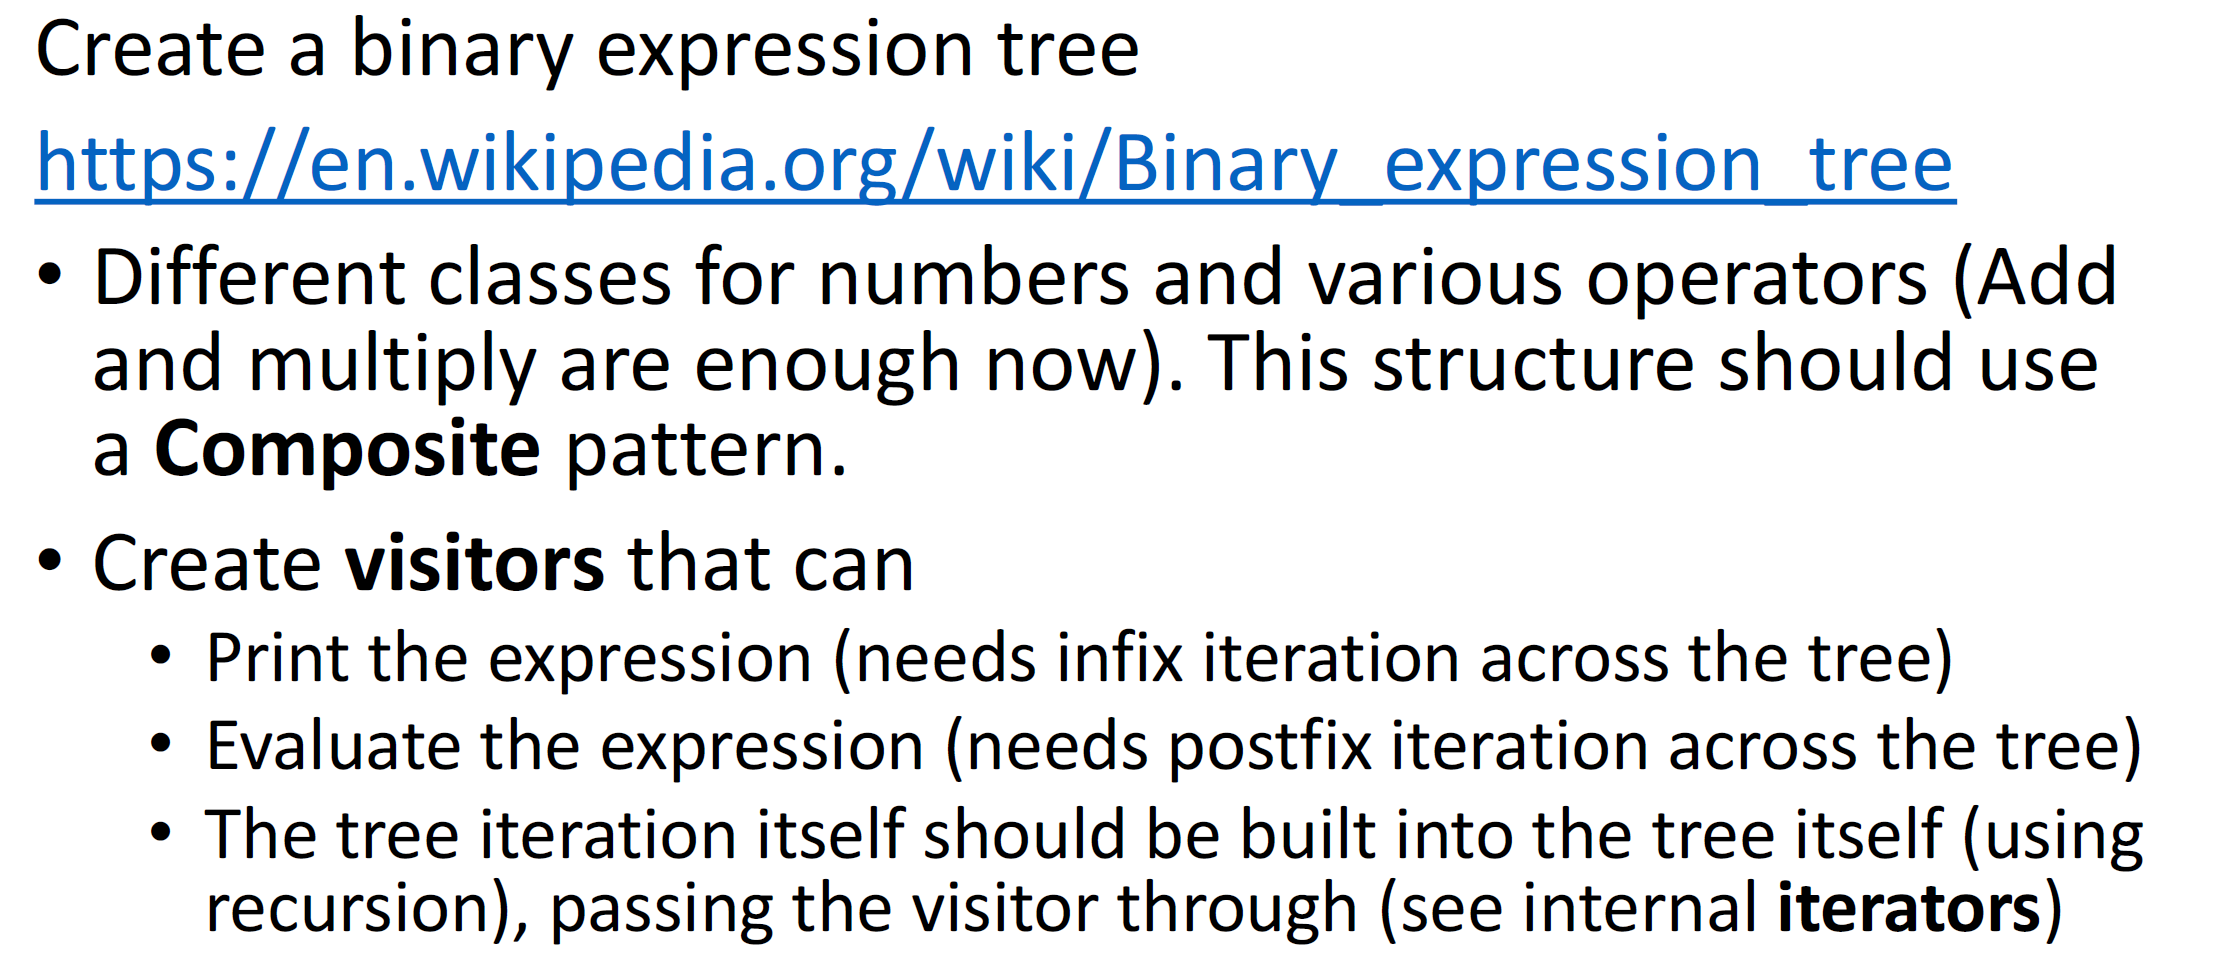 Create a binary expression tree
https://en.wikipedia.org/wiki/Binary_expression_tree
• Different classes for numbers and various operators (Add
and multiply are enough now). This structure should use
a Composite pattern.
• Create visitors that can
• Print the expression (needs infix iteration across the tree)
• Evaluate the expression (needs postfix iteration across the tree)
• The tree iteration itself should be built into the tree itself (using
recursion), passing the visitor through (see internal iterators)